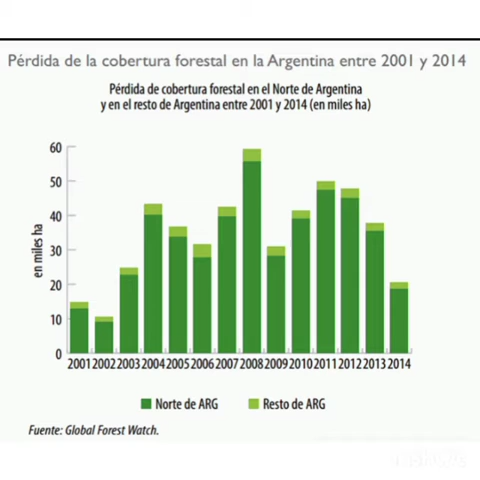 Pérdida de la cobertura forestal en la Argentina entre 2001 y 2014
Pérdida de cobertura forestal en el Norte de Argentina
y en el resto de Argentina entre 2001 y 2014 (en miles ha)
en miles ha
60
50
40
30
20
10
0
2001 2002 2003 2004 2005 2006 2007 2008 2009 2010 2011 2012 2013 2014
Norte de ARG Resto de ARG
Fuente: Global Forest Watch.